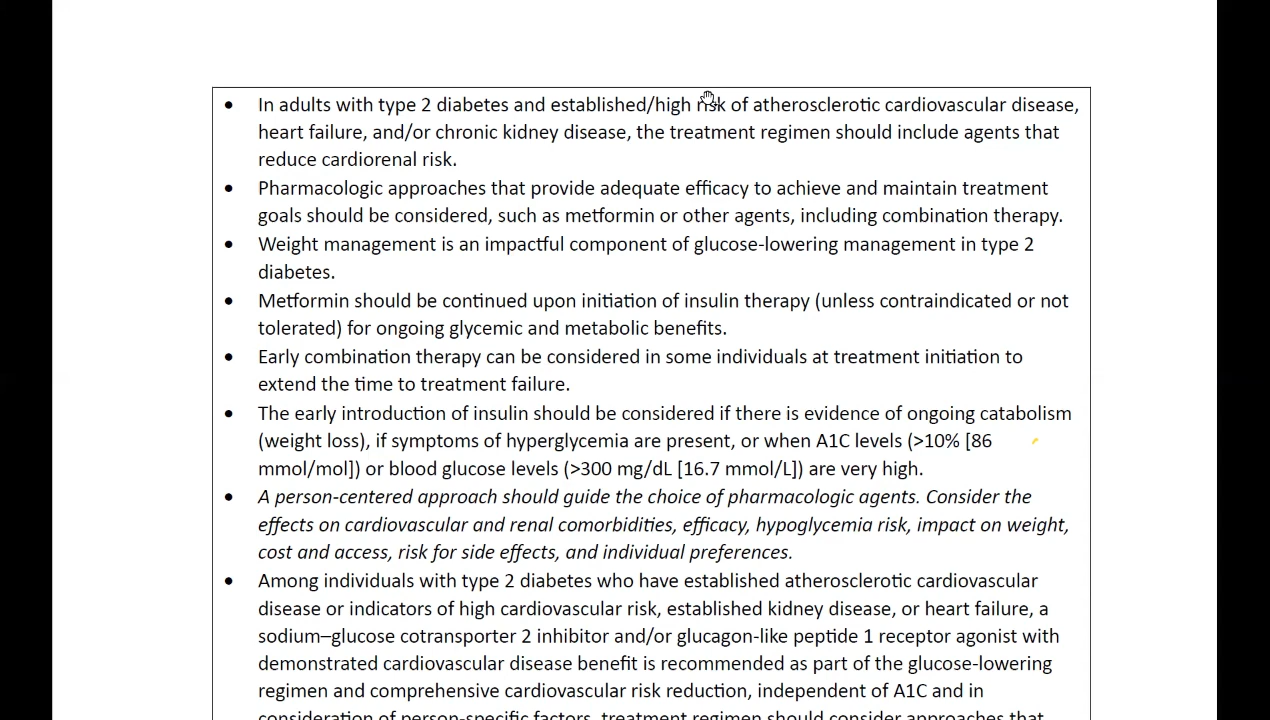 • In adults with type 2 diabetes and established/high risk of atherosclerotic cardiovascular disease,
heart failure, and/or chronic kidney disease, the treatment regimen should include agents that
reduce cardiorenal risk.
• Pharmacologic approaches that provide adequate efficacy to achieve and maintain treatment
goals should be considered, such as metformin or other agents, including combination therapy.
• Weight management is an impactful component of glucose-lowering management in type 2
diabetes.
• Metformin should be continued upon initiation of insulin therapy (unless contraindicated or not
tolerated) for ongoing glycemic and metabolic benefits.
• Early combination therapy can be considered in some individuals at treatment initiation to
extend the time to treatment failure.
• The early introduction of insulin should be considered if there is evidence of ongoing catabolism
(weight loss), if symptoms of hyperglycemia are present, or when A1C levels (>10% [86
mmol/mol]) or blood glucose levels (>300 mg/dL [16.7 mmol/L]) are very high.
• A person-centered approach should guide the choice of pharmacologic agents. Consider the
effects on cardiovascular and renal comorbidities, efficacy, hypoglycemia risk, impact on weight,
cost and access, risk for side effects, and individual preferences.
• Among individuals with type 2 diabetes who have established atherosclerotic cardiovascular
disease or indicators of high cardiovascular risk, established kidney disease, or heart failure, a
sodium–glucose cotransporter 2 inhibitor and/or glucagon-like peptide 1 receptor agonist with
demonstrated cardiovascular disease benefit is recommended as part of the glucose-lowering
regimen and comprehensive cardiovascular risk reduction, independent of A1C and in
consideration of person-specific factors, treatment regimen should consider approaches that